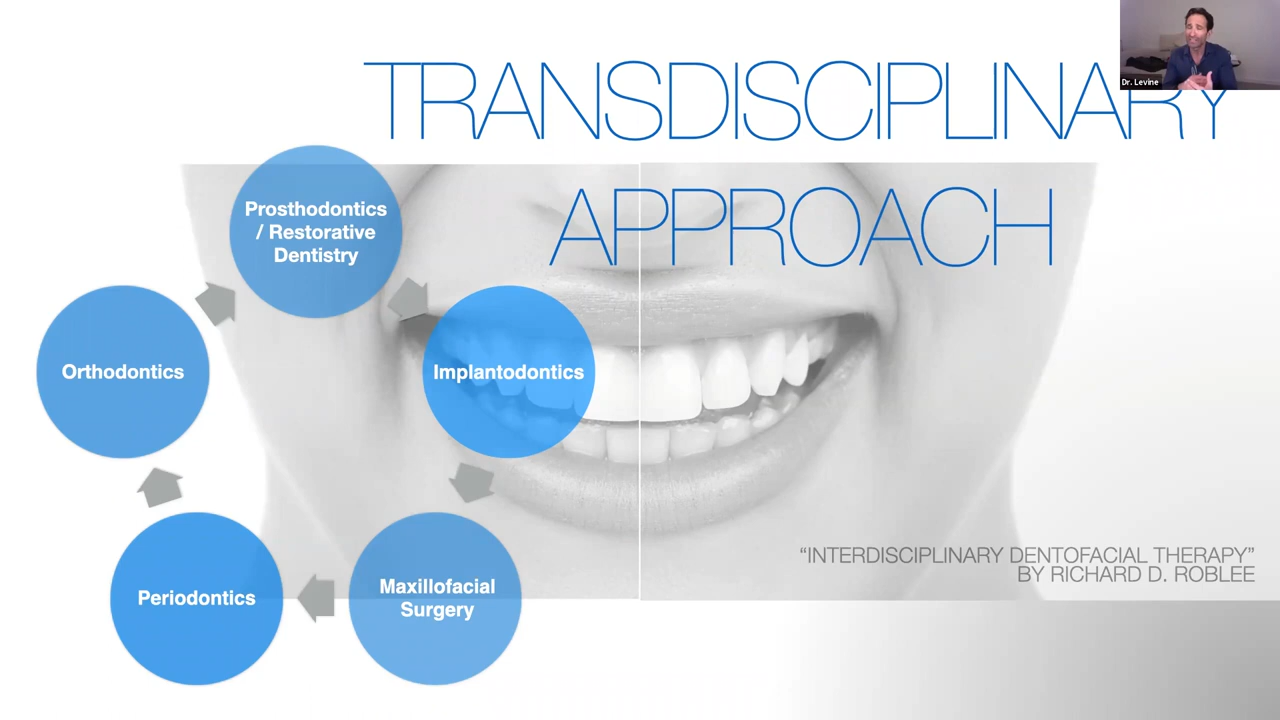 TRANSDISCIPLINARY
APPROACH
Dr. Levine
Prosthodontics
/ Restorative
Dentistry
Orthodontics
Implantodontics
Periodontics
Maxillofacial
Surgery
“INTERDISCIPLINARY DENTOFACIAL THERAPY”
BY RICHARD D. ROBLEE